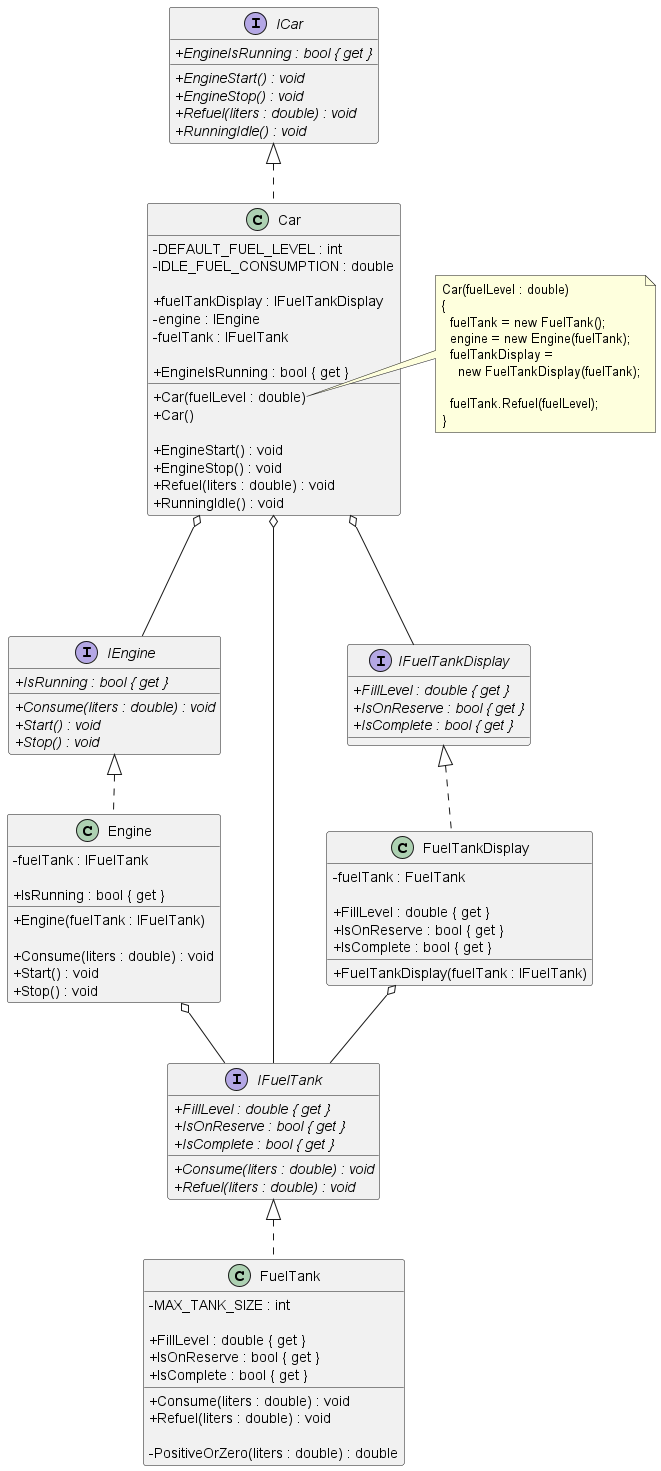 I ICar
+EngineIsRunning : bool { get }
+EngineStart() : void
+EngineStop() : void
+Refuel(liters : double) : void
+RunningIdle() : void
C Car
-DEFAULT_FUEL_LEVEL : int
-IDLE_FUEL_CONSUMPTION : double
+fuelTankDisplay : IFuelTankDisplay
-engine : IEngine
-fuelTank : IFuelTank
+EngineIsRunning : bool { get }
+Car(fuelLevel : double)
+Car()
+EngineStart() : void
+EngineStop() : void
+Refuel(liters : double) : void
+RunningIdle() : void
Car(fuelLevel : double)
{
fuelTank = new FuelTank();
engine = new Engine(fuelTank);
fuelTankDisplay =
new FuelTankDisplay(fuelTank);
fuelTank.Refuel(fuelLevel);
}
I IEngine
+IsRunning : bool { get }
+Consume(liters : double) : void
+Start() : void
+Stop() : void
I IFuelTankDisplay
+FillLevel : double { get }
+IsOnReserve : bool { get }
+IsComplete : bool { get }
C Engine
-fuelTank : IFuelTank
+IsRunning : bool { get }
+Engine(fuelTank : IFuelTank)
+Consume(liters : double) : void
+Start() : void
+Stop() : void
C FuelTankDisplay
-fuelTank : FuelTank
+FillLevel : double { get }
+IsOnReserve : bool { get }
+IsComplete : bool { get }
+FuelTankDisplay(fuelTank : IFuelTank)
I IFuelTank
+FillLevel : double { get }
+IsOnReserve : bool { get }
+IsComplete : bool { get }
+Consume(liters : double) : void
+Refuel(liters : double) : void
C FuelTank
-MAX_TANK_SIZE : int
+FillLevel : double { get }
+IsOnReserve : bool { get }
+IsComplete : bool { get }
+Consume(liters : double) : void
+Refuel(liters : double) : void
-PositiveOrZero(liters : double) : double